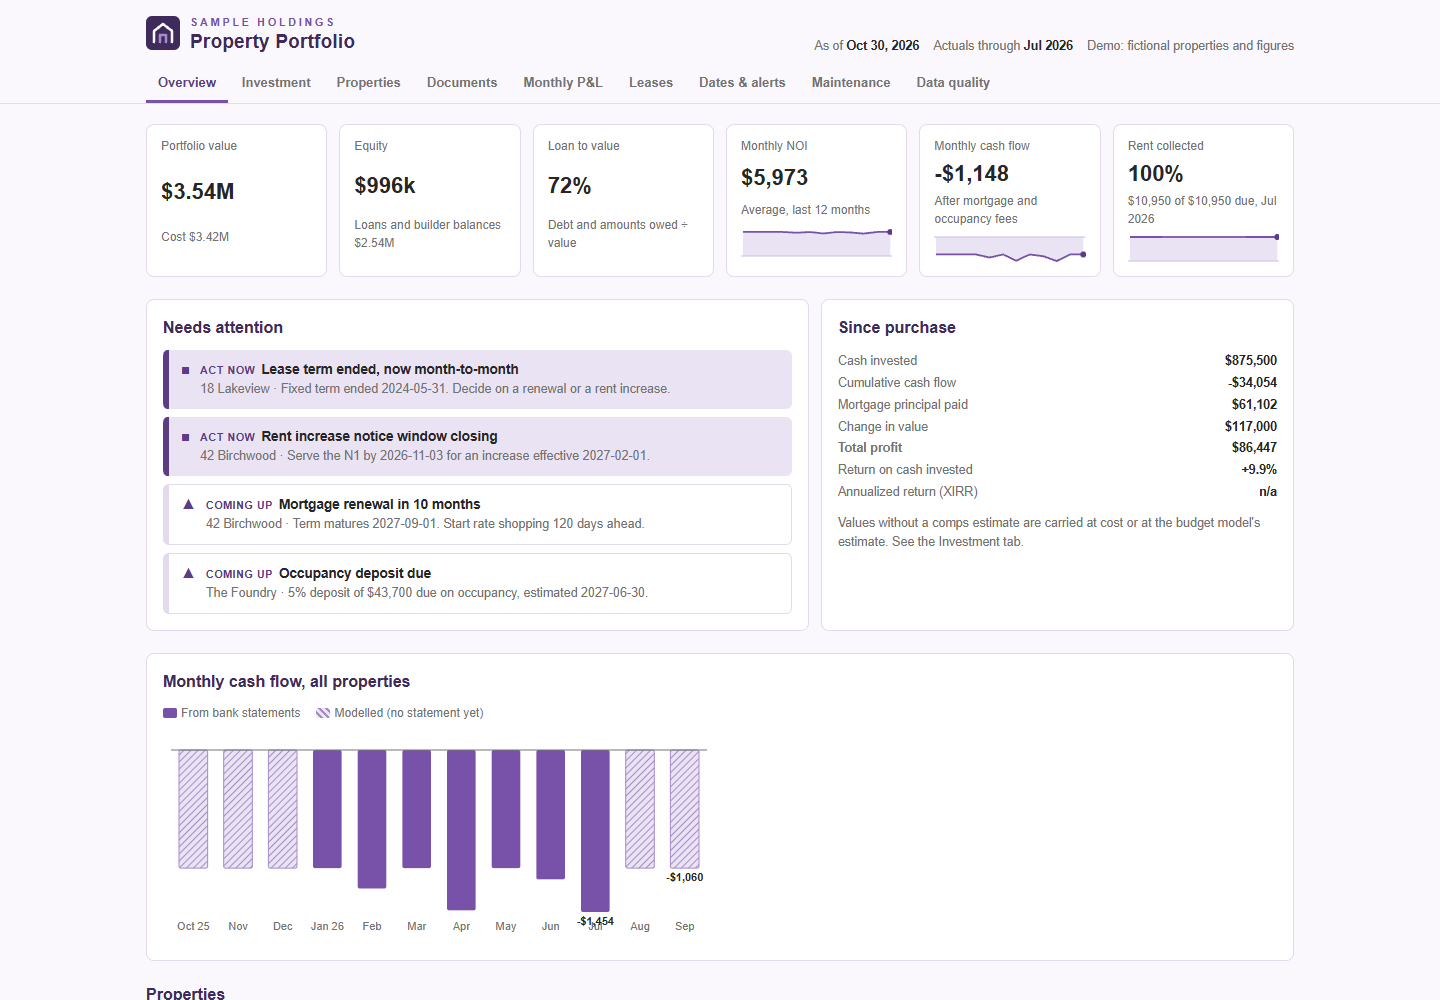 SAMPLE HOLDINGS
Property Portfolio
As of Oct 30, 2026 Actuals through Jul 2026 Demo: fictional properties and figures
Overview Investment Properties Documents Monthly P&L Leases Dates & alerts Maintenance Data quality
Portfolio value
$3.54M
Cost $3.42M
Equity
$996k
Loans and builder balances
$2.54M
Loan to value
72%
Debt and amounts owed ÷
value
Monthly NOI
$5,973
Average, last 12 months
Monthly cash flow
-$1,148
After mortgage and
occupancy fees
Rent collected
100%
$10,950 of $10,950 due, Jul
2026
Needs attention
ACT NOW Lease term ended, now month-to-month
18 Lakeview · Fixed term ended 2024-05-31. Decide on a renewal or a rent increase.
ACT NOW Rent increase notice window closing
42 Birchwood · Serve the N1 by 2026-11-03 for an increase effective 2027-02-01.
COMING UP Mortgage renewal in 10 months
42 Birchwood · Term matures 2027-09-01. Start rate shopping 120 days ahead.
COMING UP Occupancy deposit due
The Foundry · 5% deposit of $43,700 due on occupancy, estimated 2027-06-30.
Since purchase
Cash invested $875,500
Cumulative cash flow -$34,054
Mortgage principal paid $61,102
Change in value $117,000
Total profit $86,447
Return on cash invested +9.9%
Annualized return (XIRR) n/a
Values without a comps estimate are carried at cost or at the budget model's
estimate. See the Investment tab.
Monthly cash flow, all properties
From bank statements Modelled (no statement yet)
-$1,060
-$1,454
Oct 25 Nov Dec Jan 26 Feb Mar Apr May Jun Jul Aug Sep
Properties